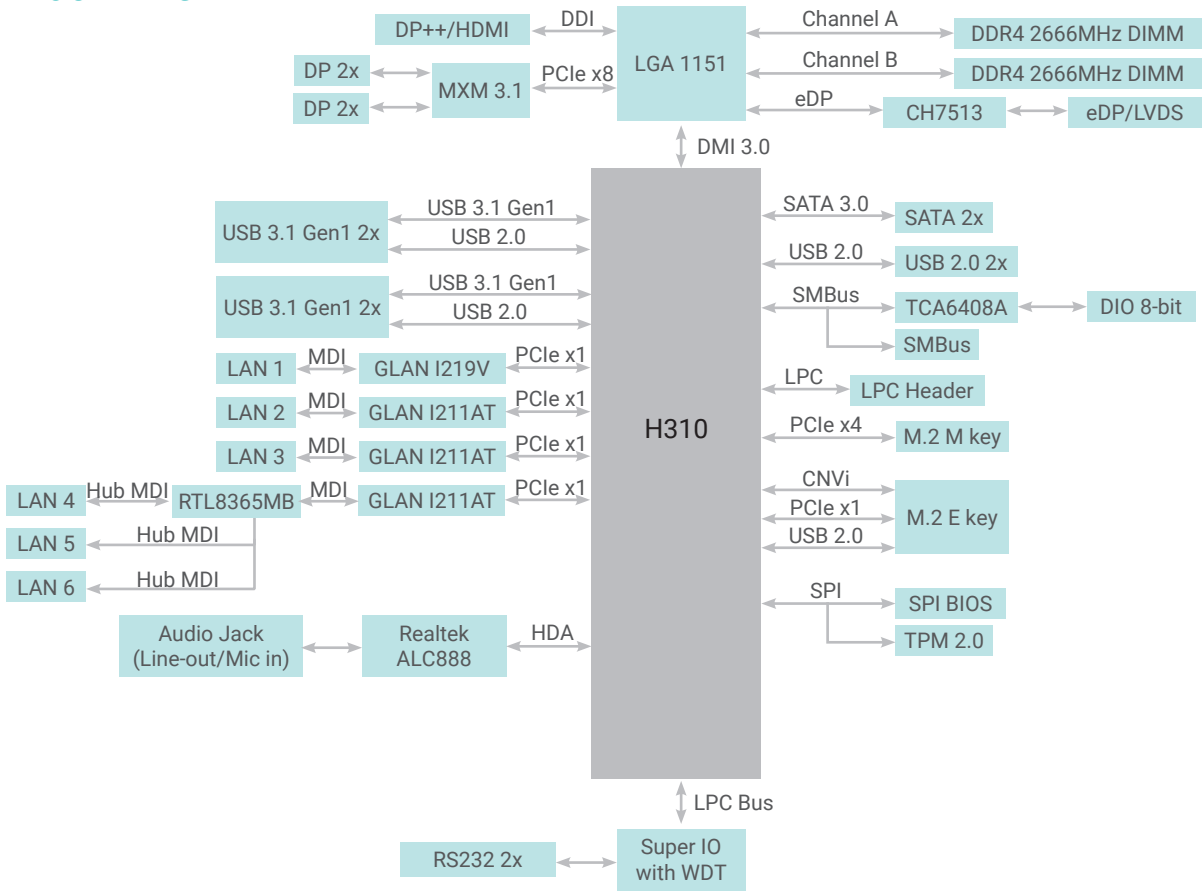 DP++/HDMI
DDI
LGA 1151
Channel A
DDR4 2666MHz DIMM
DP 2x
MXM 3.1
PCIe x8
Channel B
DDR4 2666MHz DIMM
DP 2x
eDP
CH7513
eDP/LVDS
DMI 3.0
H310
USB 3.1 Gen1 2x
USB 3.1 Gen1
USB 2.0
USB 3.1 Gen1 2x
USB 3.1 Gen1
USB 2.0
LAN 1
MDI
GLAN I219V
PCIe x1
LAN 2
MDI
GLAN I211AT
PCIe x1
LAN 3
MDI
GLAN I211AT
PCIe x1
LAN 4
Hub MDI
RTL8365MB
MDI
GLAN I211AT
PCIe x1
LAN 5
Hub MDI
LAN 6
Hub MDI
Audio Jack
(Line-out/Mic in)
Realtek
ALC888
HDA
SATA 3.0
SATA 2x
USB 2.0
USB 2.0 2x
SMBus
TCA6408A
DIO 8-bit
SMBus
LPC
LPC Header
PCIe x4
M.2 M key
CNVi
PCIe x1
USB 2.0
M.2 E key
SPI
SPI BIOS
TPM 2.0
LPC Bus
RS232 2x
Super IO
with WDT